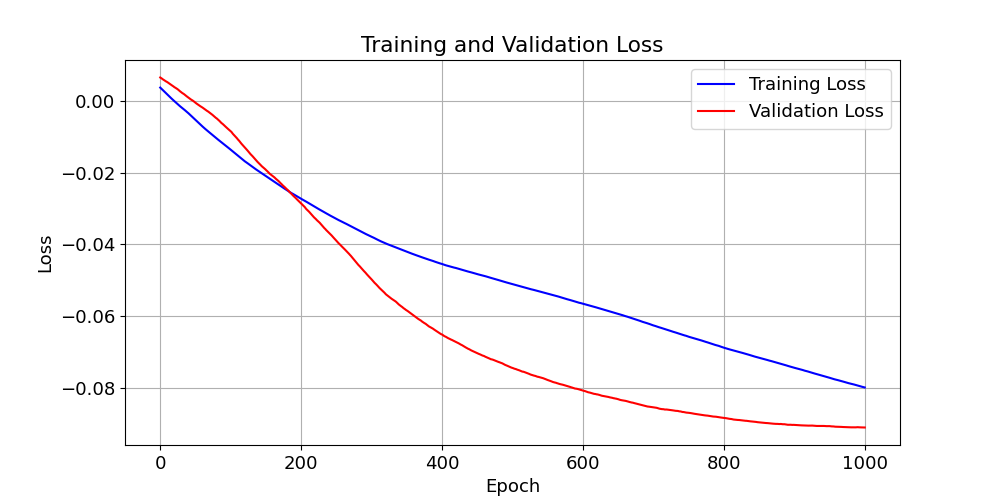 Training and Validation Loss
Training Loss
Validation Loss
0.00
−0.02
−0.04
−0.06
−0.08
Loss
0 200 400 600 800 1000
Epoch